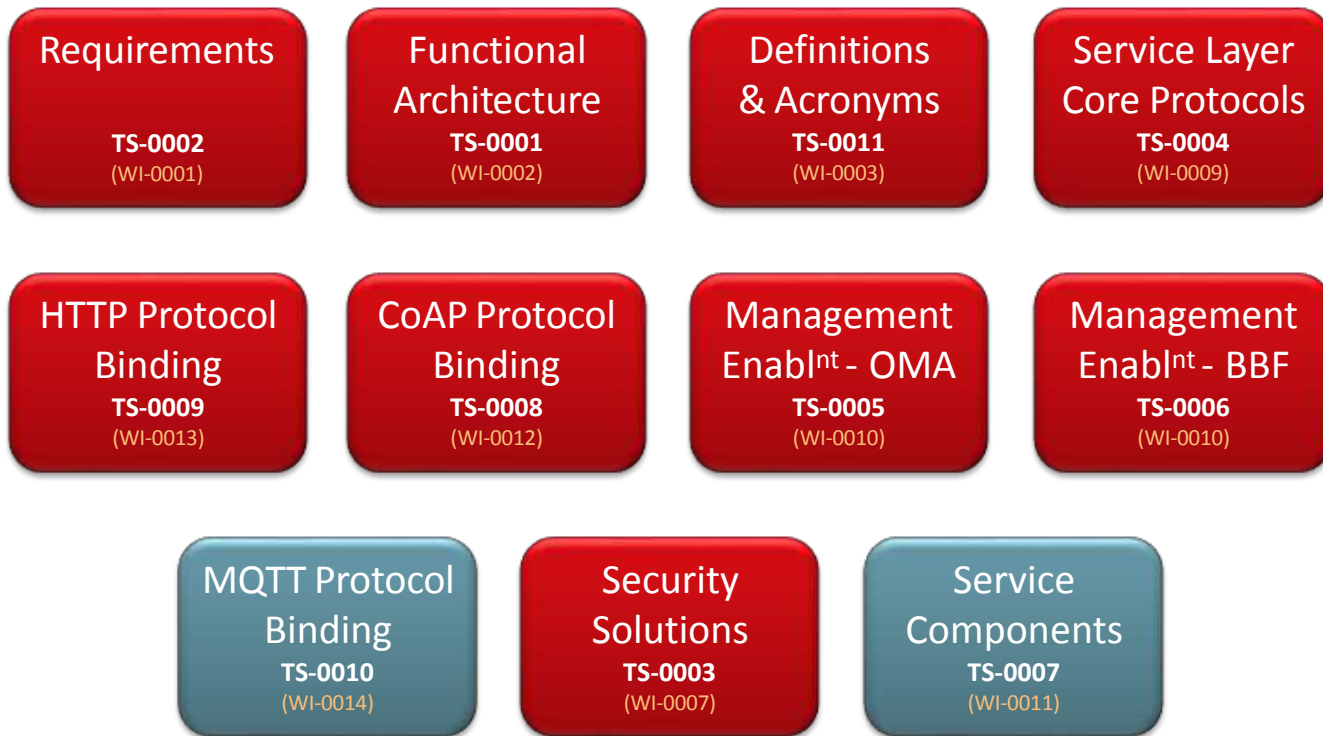 Requirements
TS-0002
(WI-0001)
Functional
Architecture
TS-0001
(WI-0002)
Definitions
& Acronyms
TS-0011
(WI-0003)
Service Layer
Core Protocols
TS-0004
(WI-0009)
HTTP Protocol
Binding
TS-0009
(WI-0013)
CoAP Protocol
Binding
TS-0008
(WI-0012)
Management
Enablnt - OMA
TS-0005
(WI-0010)
Management
Enablnt - BBF
TS-0006
(WI-0010)
MQTT Protocol
Binding
TS-0010
(WI-0014)
Security
Solutions
TS-0003
(WI-0007)
Service
Components
TS-0007
(WI-0011)